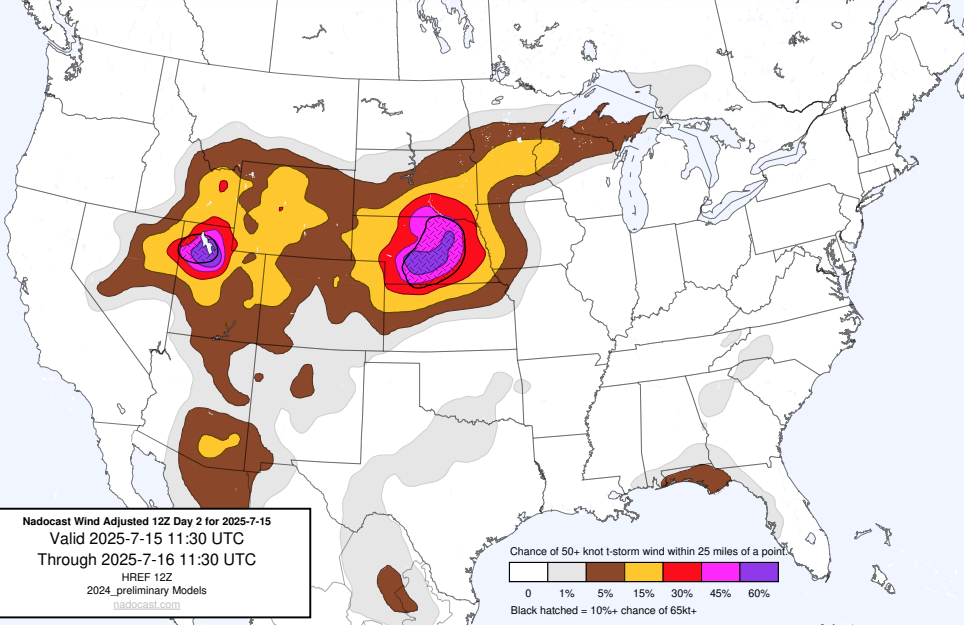 Nadocast Wind Adjusted 12Z Day 2 for 2025-7-15
Valid 2025-7-15 11:30 UTC
Through 2025-7-16 11:30 UTC
HREF 12Z
2024_preliminary Models
nadocast.com
Chance of 50+ knot t-storm wind within 25 miles of a point.
0 1% 5% 15% 30% 45% 60%
Black hatched = 10%+ chance of 65kt+